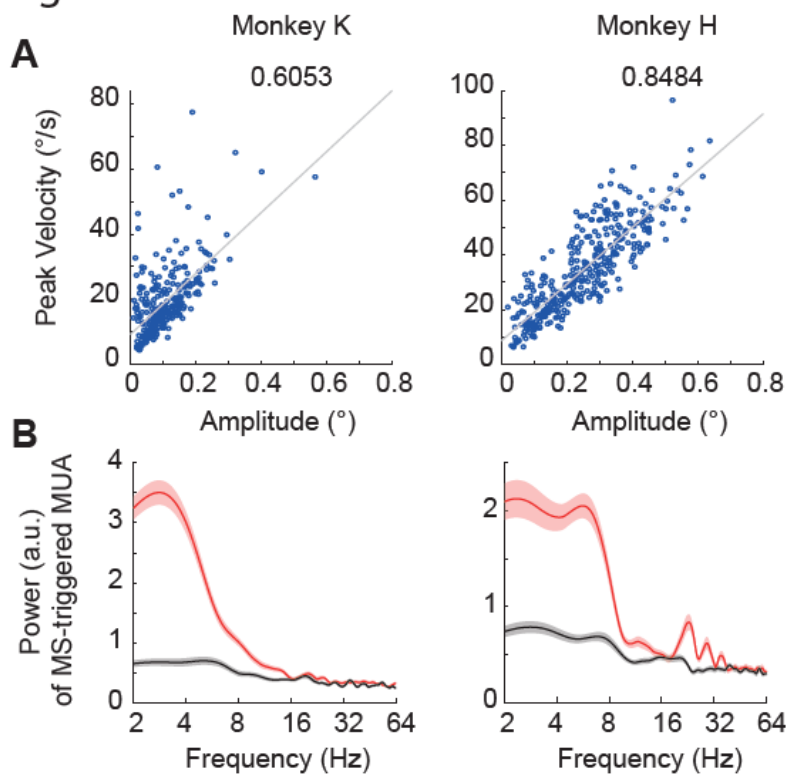 Monkey K
Monkey H
A
0.6053
0.8484
Peak Velocity (°/s)
80
60
40
20
0
0 0.2 0.4 0.6 0.8
Amplitude (°)
100
80
60
40
20
0
0 0.2 0.4 0.6 0.8
Amplitude (°)
B
Power (a.u.)
of MS-triggered MUA
4
3
2
1
0
2 4 8 16 32 64
Frequency (Hz)
2
1
0
2 4 8 16 32 64
Frequency (Hz)